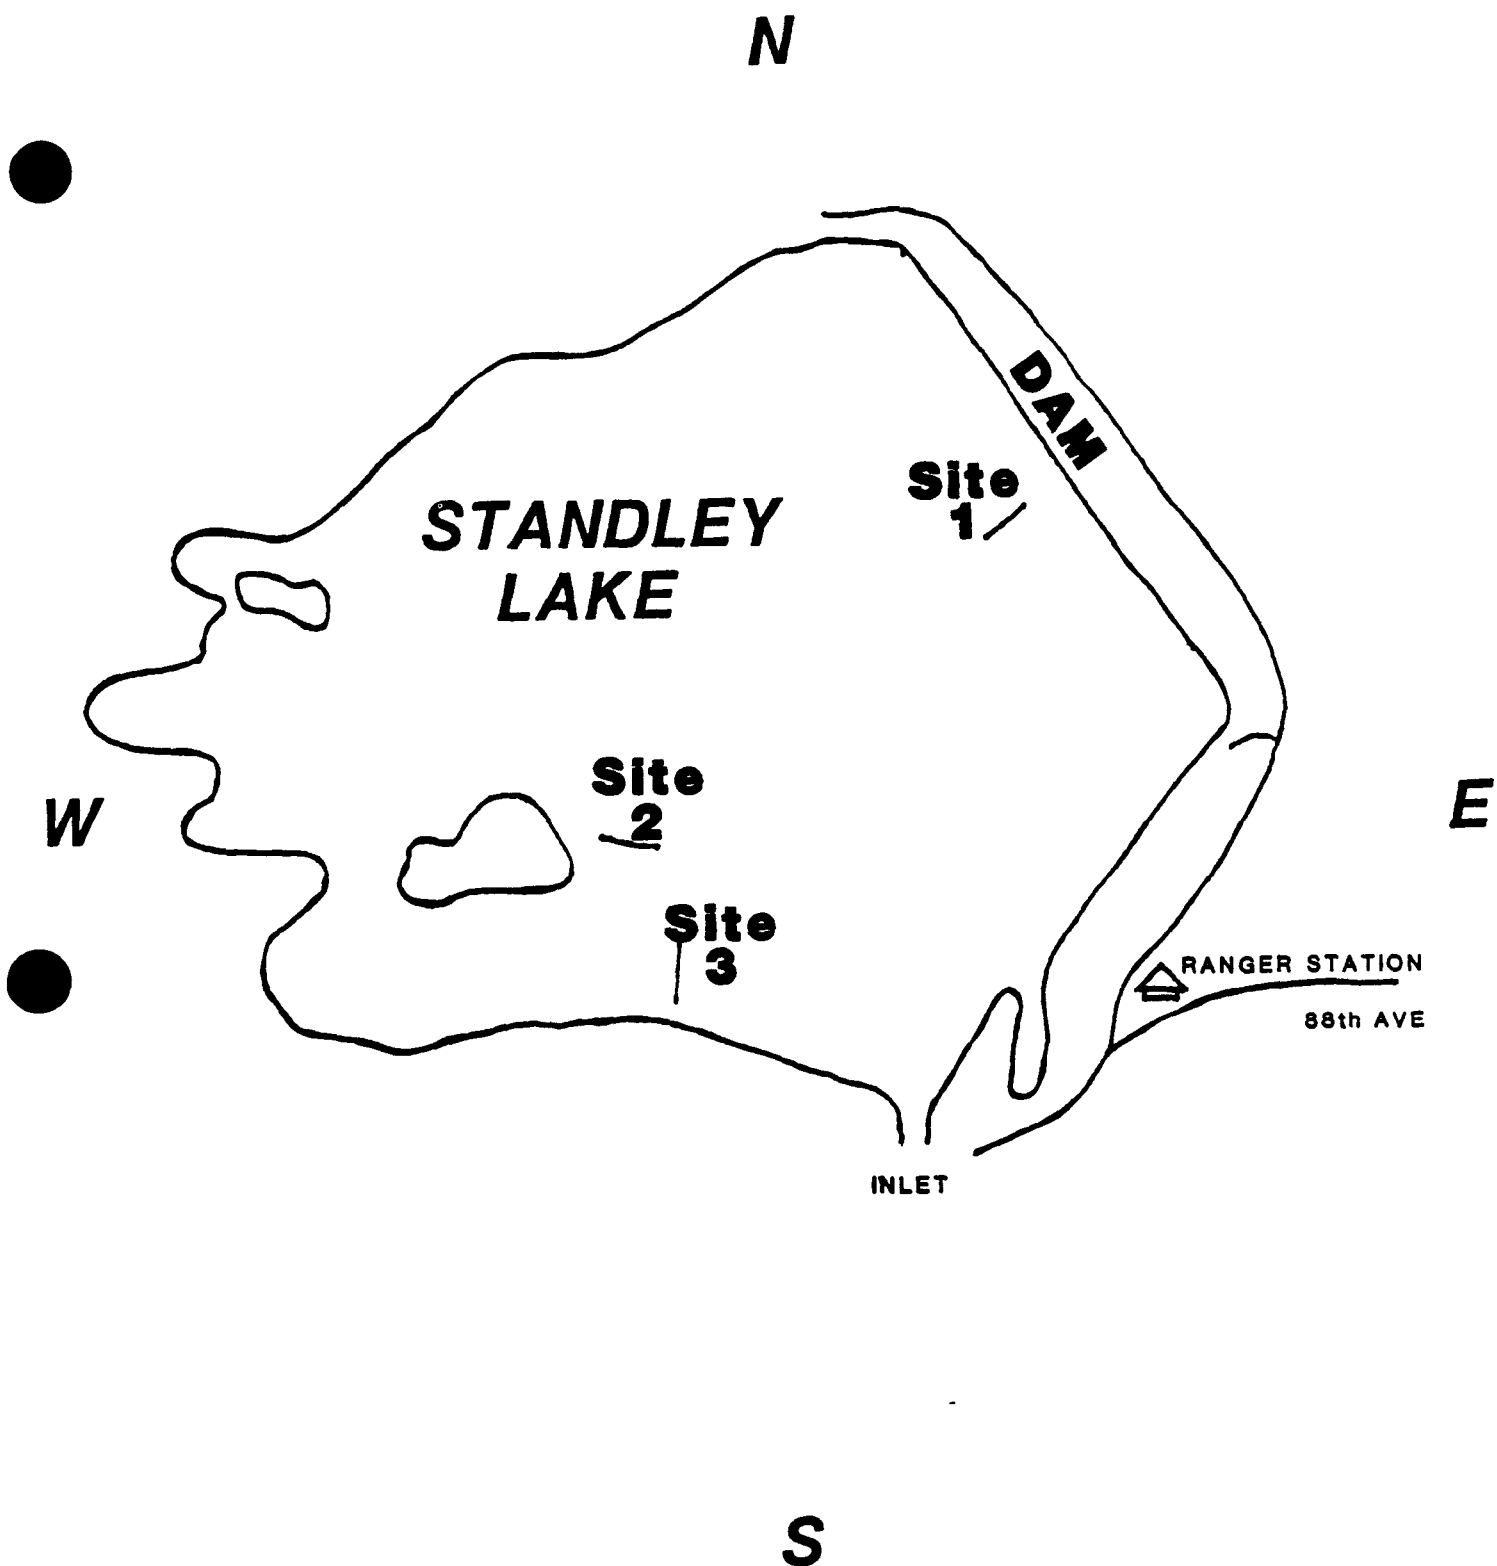 N
DAM
Site
1
STANDLEY
LAKE
Site
2
W
E
Site
3
RANGER STATION
88th AVE
INLET
S